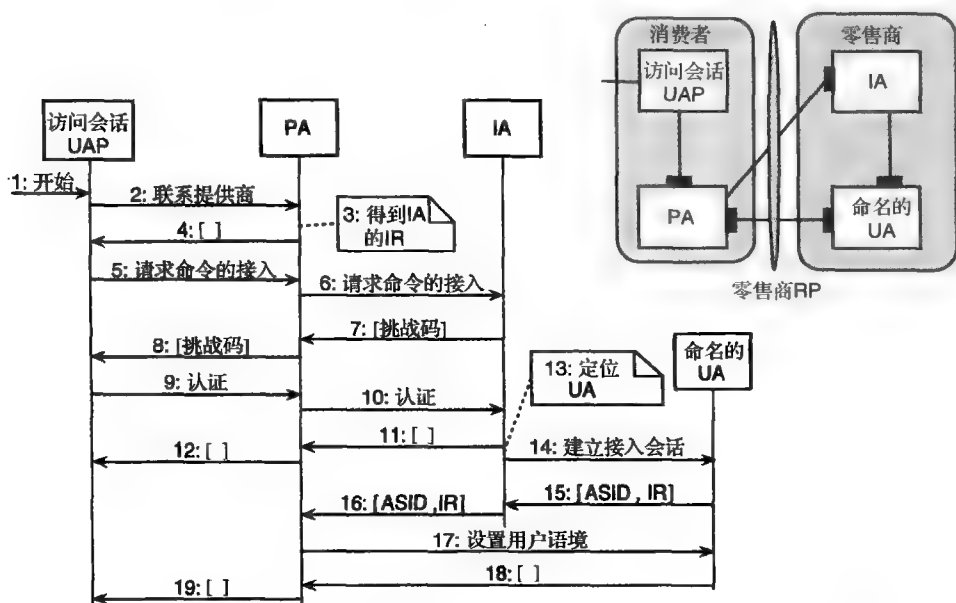 消费者
零售商
访问会话
UAP
IA
PA
命名的
UA
零售商RP
访问会话
UAP
PA
IA
1: 开始
2: 联系提供商
3: 得到IA
的IR
4: [ ]
5: 请求命令的接入
6: 请求命令的接入
7: [挑战码]
8: [挑战码]
命名的
UA
9: 认证
10: 认证
13: 定位
UA
11: [ ]
12: [ ]
14: 建立接入会话
15: [ASID , IR]
16: [ASID ,IR]
17: 设置用户语境
18: [ ]
19: [ ]